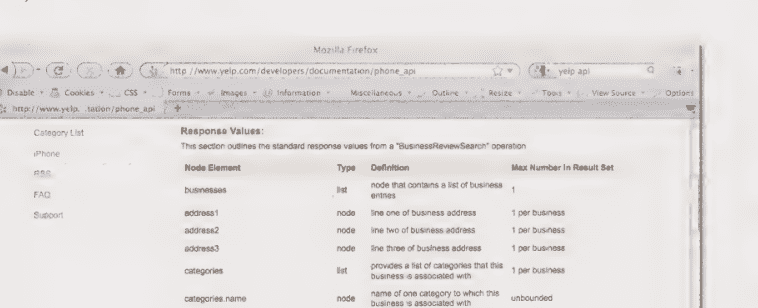 Mozilla Firefox
http://www.yelp.com/developers/documentation/phone_api yelp api
Disable Cookies CSS Forms Images Information Miscellaneous Outline Resize Tools View Source Options
http://www.yelp. ...tation/phone_api +
Category List
iPhone
RSS
FAQ
Support
Response Values:
This section outlines the standard response values from a "BusinessReviewSearch" operation
Node Element Type Definition Max Number in Result Set
businesses list node that contains a list of business entries 1
address1 node line one of business address 1 per business
address2 node line two of business address 1 per business
address3 node line three of business address 1 per business
categories list provides a list of categories that this business is associated with 1 per business
categories.name node name of one category to which this business is associated with unbounded